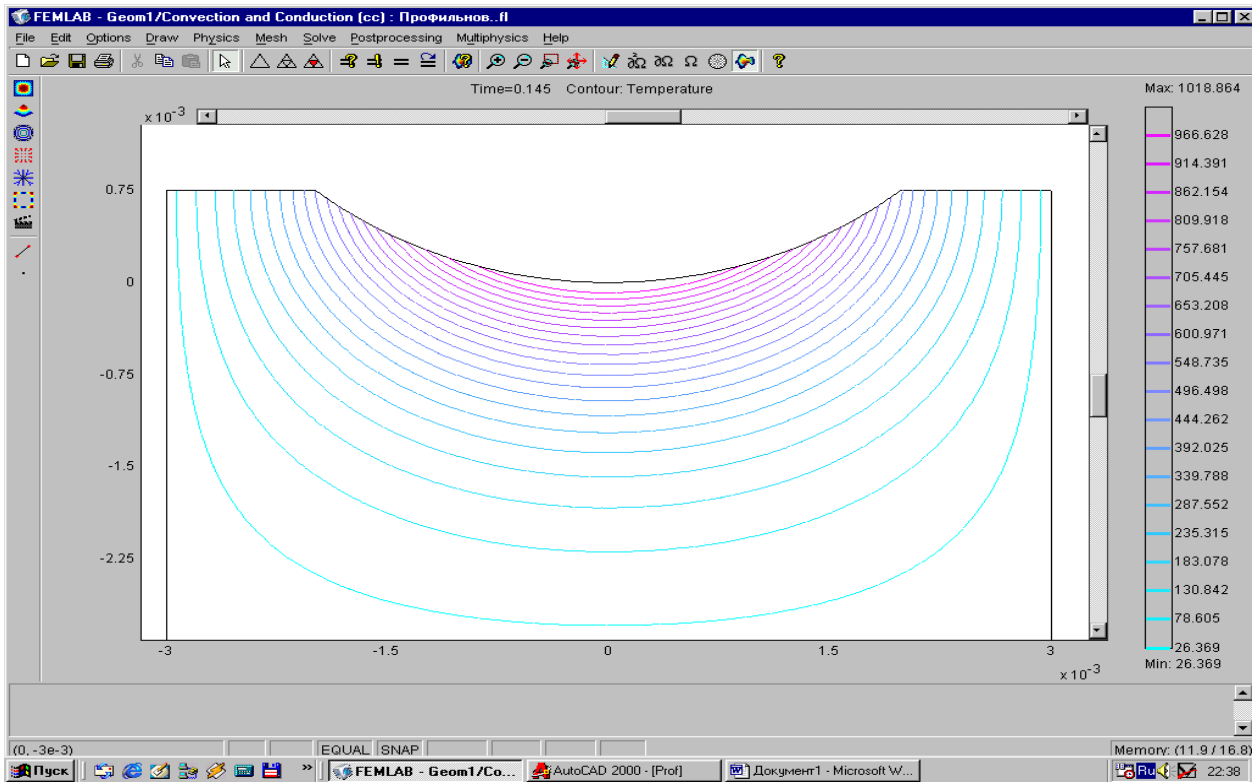 FEMLAB - Geom1/Convection and Conduction (cc) : Профильнов..fl
File Edit Options Draw Physics Mesh Solve Postprocessing Multiphysics Help
Time=0.145 Contour: Temperature
Max: 1018.864
x 10-3
0.75
0
-0.75
-1.5
-2.25
-3
-1.5
0
1.5
3
x 10-3
966.628
914.391
862.154
809.918
757.681
705.445
653.208
600.971
548.735
496.498
444.262
392.025
339.788
287.552
235.315
183.078
130.842
78.605
26.369
Min: 26.369
(0, -3e-3)
EQUAL SNAP
Memory: (11.9 / 16.8)
Пуск
»
FEMLAB - Geom1/Co...
AutoCAD 2000 - [Prof]
Документ1 - Microsoft W...
Ru
22:38